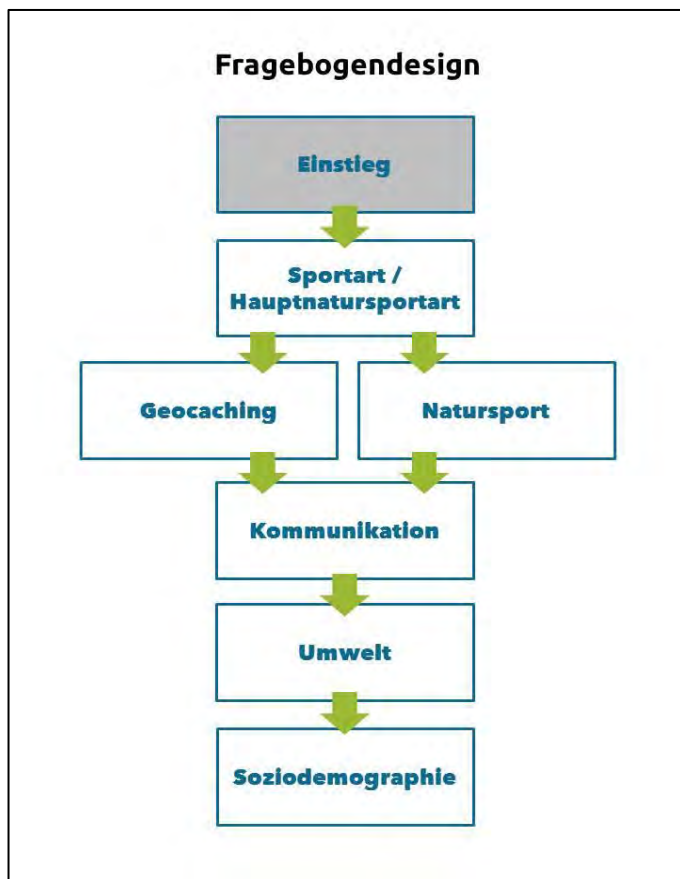 Fragebogendesign
Einstieg
Sportart /
Hauptnatursportart
Geocaching
Natursport
Kommunikation
Umwelt
Soziodemographie